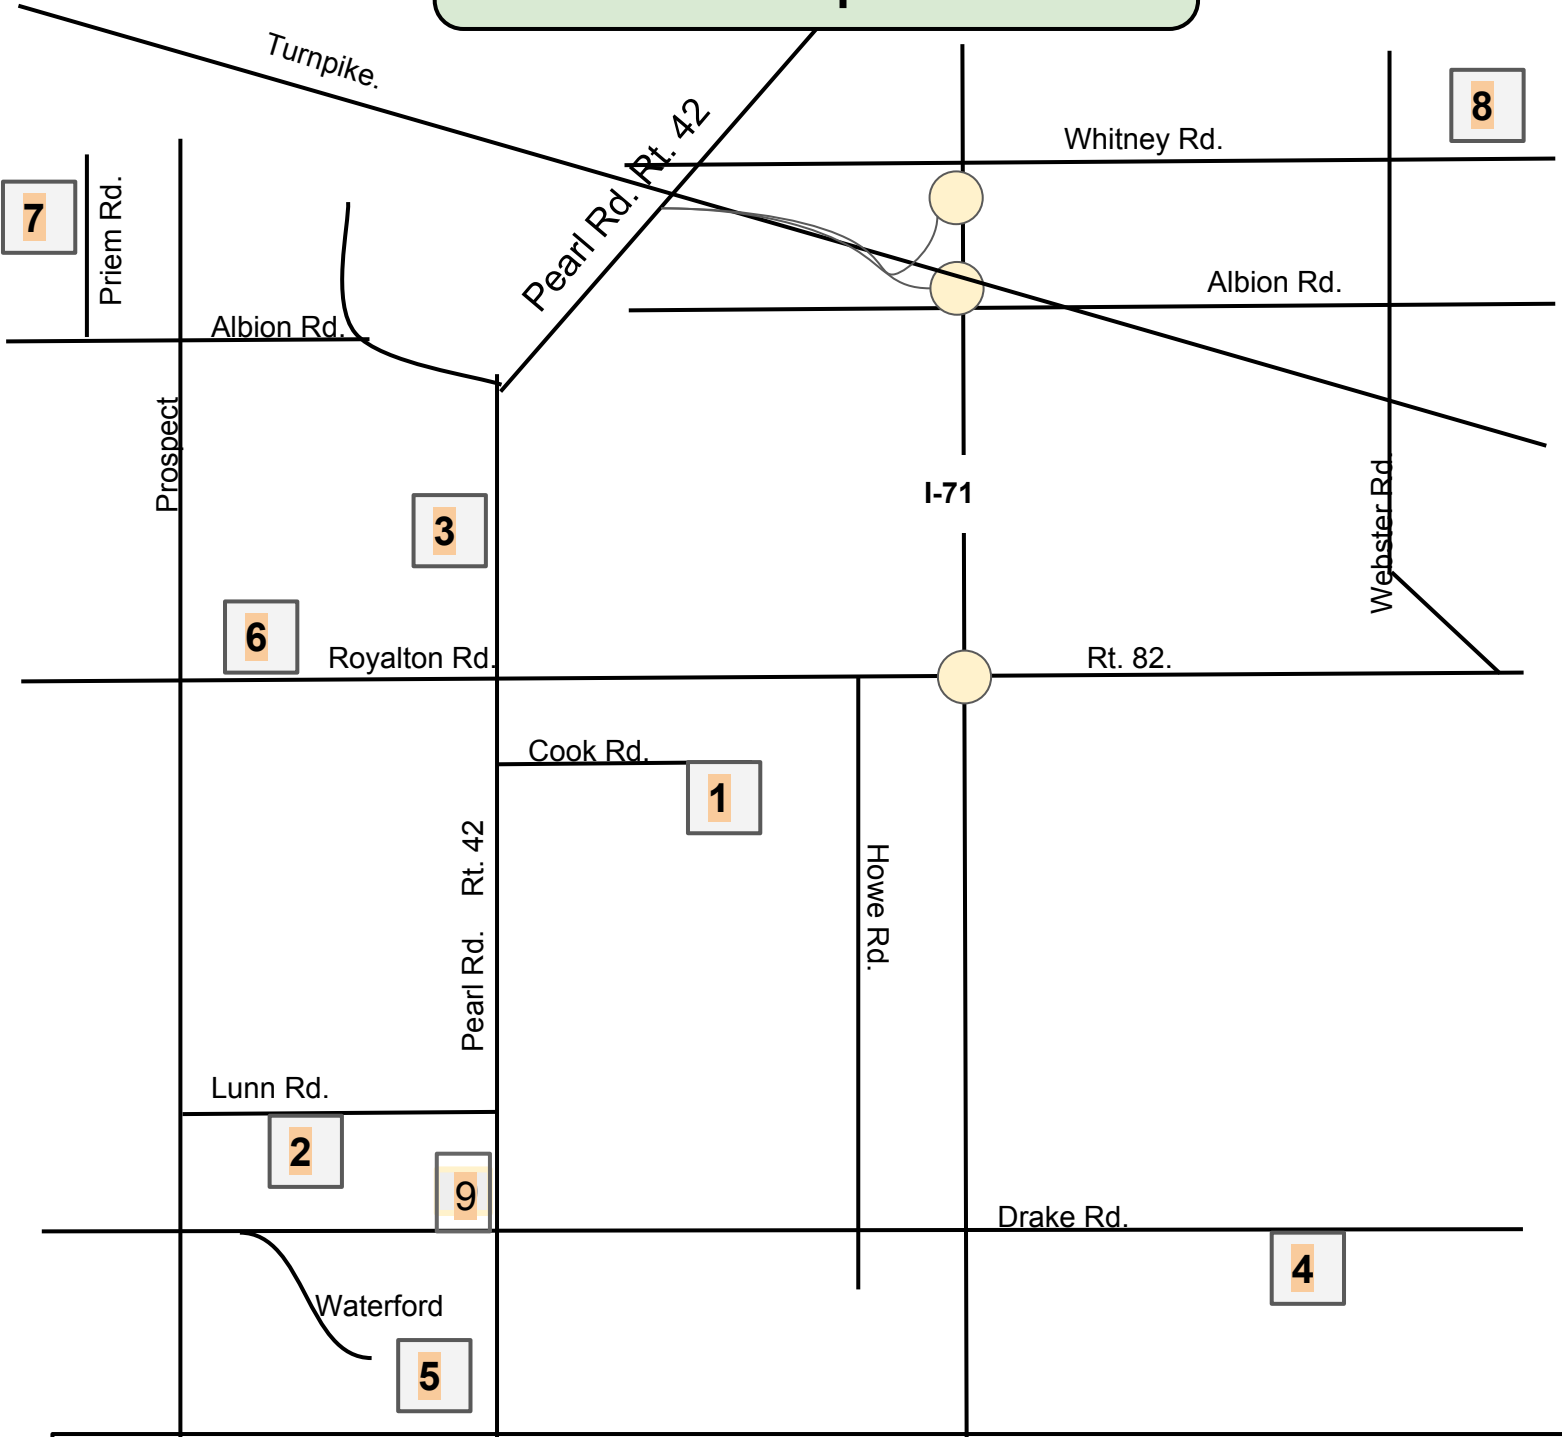 Turnpike.
Pearl Rd. Rt. 42
Whitney Rd.
8
7
Priem Rd.
Albion Rd.
Albion Rd.
Prospect
I-71
Webster Rd.
3
6
Royalton Rd.
Rt. 82.
Cook Rd.
1
Pearl Rd. Rt. 42
Howe Rd.
Lunn Rd.
2
9
Drake Rd.
4
Waterford
5